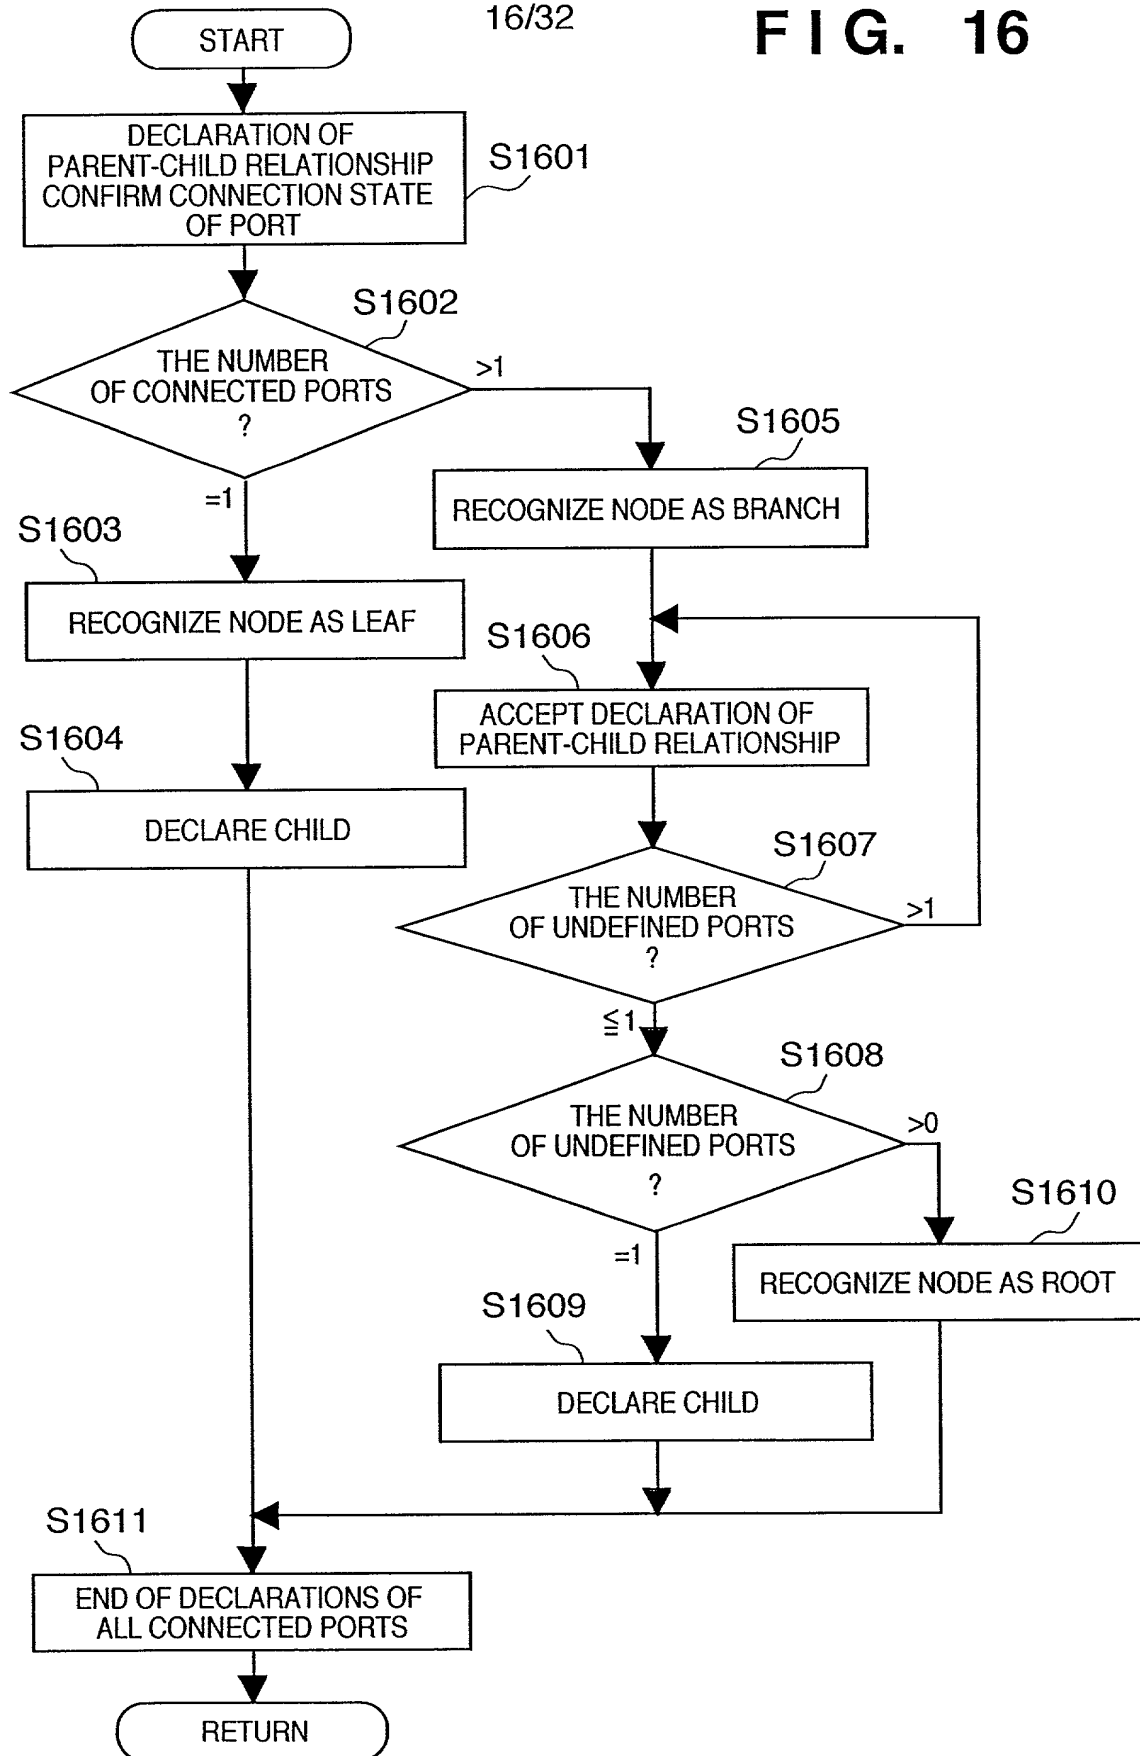 16/32
FIG. 16
START
DECLARATION OF
PARENT-CHILD RELATIONSHIP
CONFIRM CONNECTION STATE
OF PORT
S1601
S1602
THE NUMBER
OF CONNECTED PORTS
?
>1
=1
S1603
RECOGNIZE NODE AS LEAF
S1604
DECLARE CHILD
S1605
RECOGNIZE NODE AS BRANCH
S1606
ACCEPT DECLARATION OF
PARENT-CHILD RELATIONSHIP
S1607
THE NUMBER
OF UNDEFINED PORTS
?
>1
≦1
S1608
THE NUMBER
OF UNDEFINED PORTS
?
>0
=1
S1610
RECOGNIZE NODE AS ROOT
S1609
DECLARE CHILD
S1611
END OF DECLARATIONS OF
ALL CONNECTED PORTS
RETURN